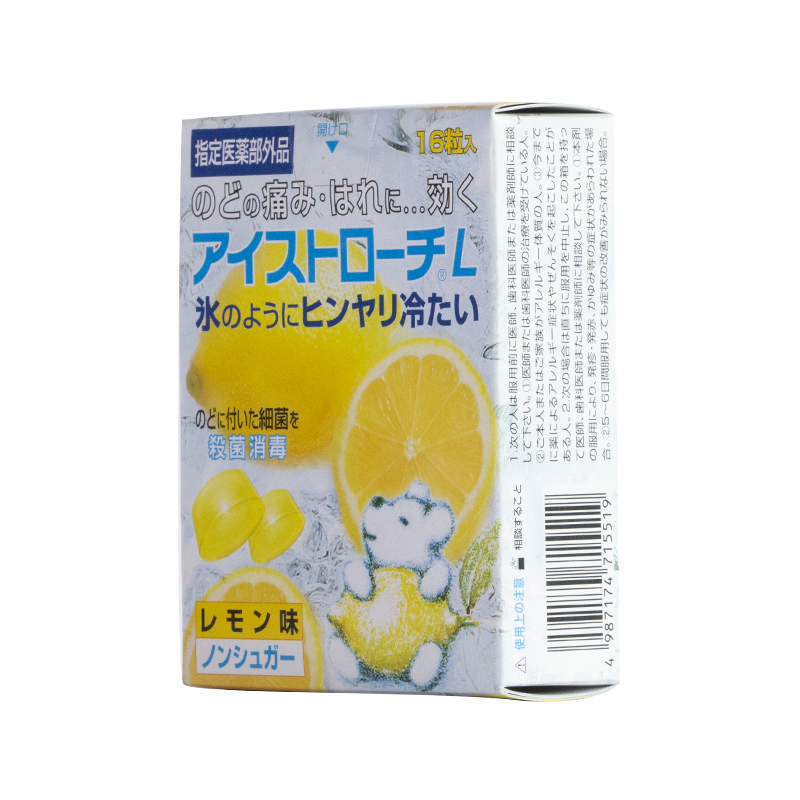 指定医薬部外品
開け口
16粒入
のどの痛み・はれに…効く
アイストローチ®L
氷のようにヒンヤリ冷たい
のどに付いた細菌を
殺菌消毒
レモン味
ノンシュガー
⚠使用上の注意 ■相談すること
1.次の人は服用前に医師、歯科医師または薬剤師に相談
して下さい。①医師または歯科医師の治療を受けている人。
②ご本人またはご家族がアレルギー体質の人。③今まで
に薬によるアレルギー症状やぜんそくを起こしたことが
ある人。2.次の場合は直ちに服用を中止し、この箱を持っ
て医師、歯科医師または薬剤師に相談して下さい。①本剤
の服用により、発疹・発赤、かゆみ等の症状があらわれた場
合。②5~6日間服用しても症状の改善がみられない場合。
4 987174 715519